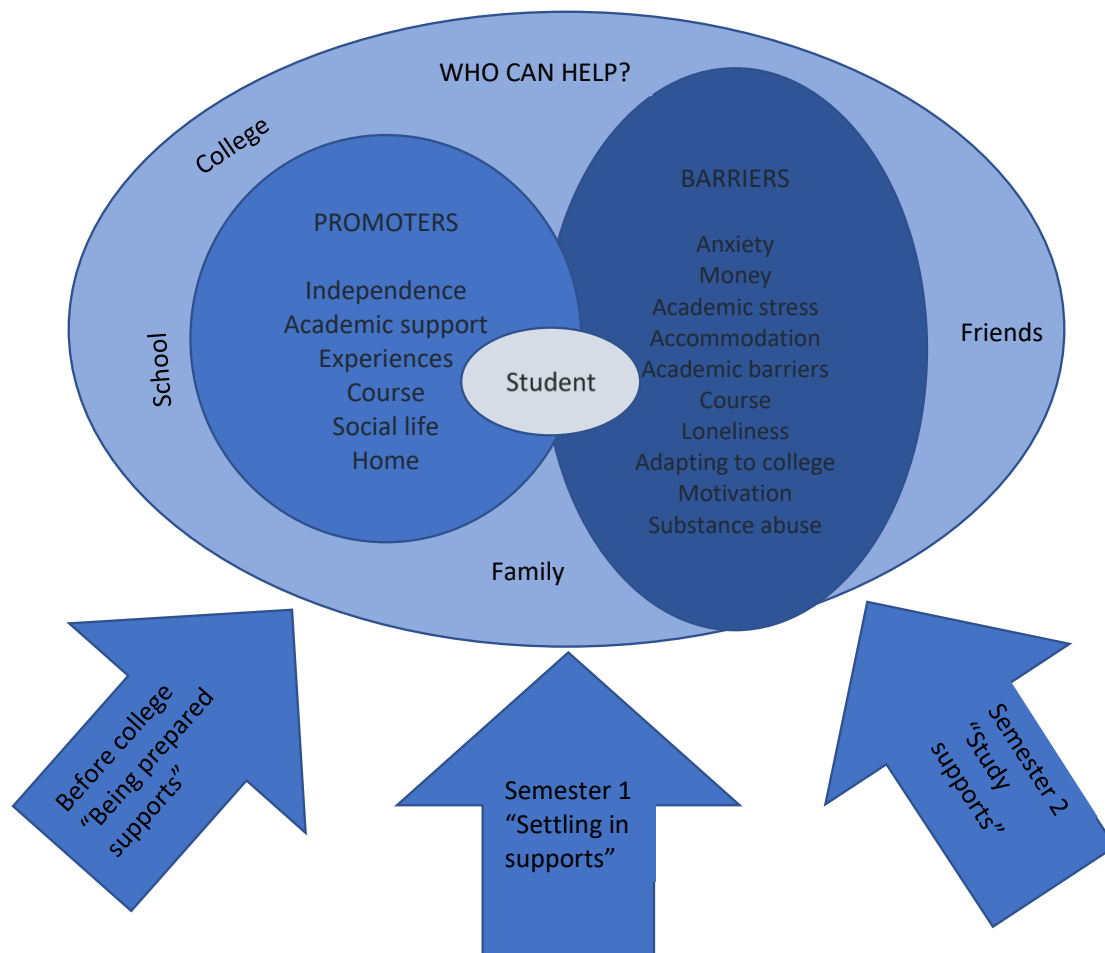 WHO CAN HELP?
College
School
Friends
Family
PROMOTERS
Independence
Academic support
Experiences
Course
Social life
Home
Student
BARRIERS
Anxiety
Money
Academic stress
Accommodation
Academic barriers
Course
Loneliness
Adapting to college
Motivation
Substance abuse
Before college
“Being prepared
supports”
Semester 1
“Settling in
supports”
Semester 2
“Study
supports”